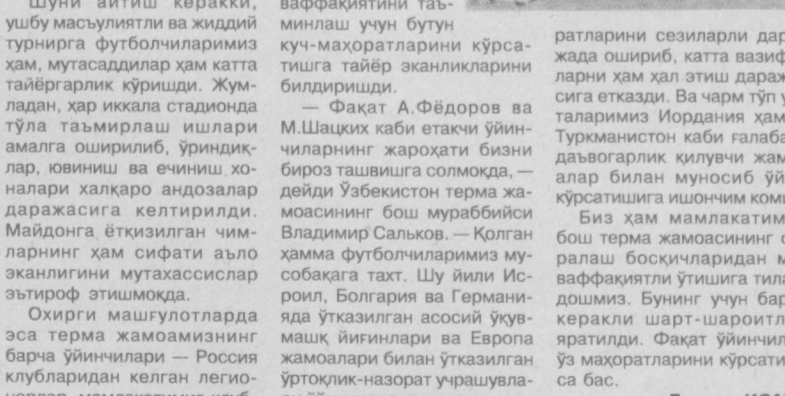 Шуни айтиш керакки,
ушбу масъулиятли ва жиддий
турнирга футболчиларимиз
ҳам, мутасаддилар ҳам катта
тайёргарлик кўришди. Жум-
ладан, ҳар иккала стадионда
тўла таъмирлаш ишлари
амалга оширилиб, ўриндиқ-
лар, ювиниш ва ечиниш хо-
налари халқаро андозалар
даражасига келтирилди.
Майдонга ётқизилган чим-
ларнинг ҳам сифати аъло
эканлигини мутахассислар
эътироф этишмоқда.
Охирги машғулотларда
эса терма жамоамизнинг
барча ўйинчилари — Россия
клубларидан келган легио-
ваффақиятини таъ-
минлаш учун бутун
куч-маҳоратларини кўрса-
тишга тайёр эканликларини
билдиришди.
— Фақат А.Фёдоров ва
М.Шацких каби етакчи ўйин-
чиларнинг жароҳати бизни
бироз ташвишга солмоқда, —
дейди Ўзбекистон терма жа-
моасининг бош мураббийси
Владимир Сальков. — Қолган
ҳамма футболчиларимиз му-
собақага тахт. Шу йили Ис-
роил, Болгария ва Германи-
яда ўтказилган асосий ўқув-
машқ йиғинлари ва Европа
жамоалари билан ўтказилган
ўртоқлик-назорат учрашувла-
ратларини сезиларли дар
жада ошириб, катта вазиф
ларни ҳам ҳал этиш дараж
сига етказди. Ва чарм тўп у
таларимиз Иордания ҳам
Туркманистон каби ғалаба
даъвогарлик қилувчи жам
алар билан муносиб ўй
кўрсатишига ишончим коми
Биз ҳам мамлакатим
бош терма жамоасининг с
ралаш босқичларидан м
ваффақиятли ўтишига тила
дошмиз. Бунинг учун бар
керакли шарт-шароитл
яратилди. Фақат ўйинчил
ўз маҳоратларини кўрсати
са бас.